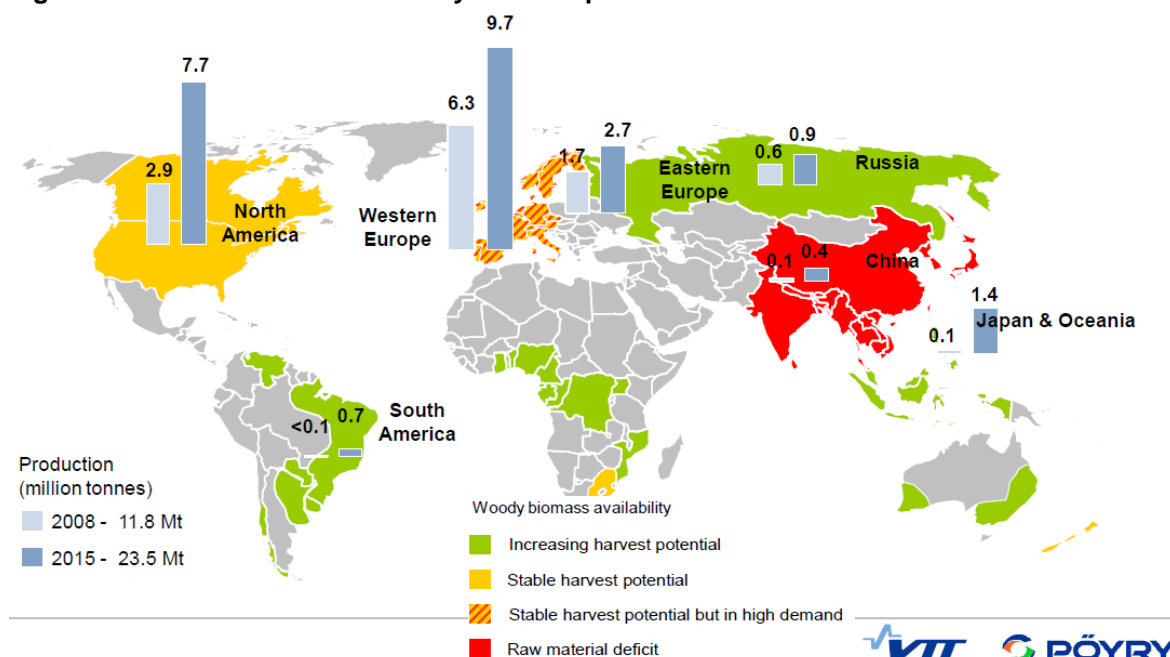 9.7
7.7
6.3
2.9
1.7
2.7
0.6
0.9
Eastern
Europe
Russia
North
America
Western
Europe
China
0.1
0.4
1.4
Japan & Oceania
0.1
<0.1
0.7
South
America
Production
(million tonnes)
2008 - 11.8 Mt
2015 - 23.5 Mt
Woody biomass availability
Increasing harvest potential
Stable harvest potential
Stable harvest potential but in high demand
Raw material deficit
VTT
PÖYRY